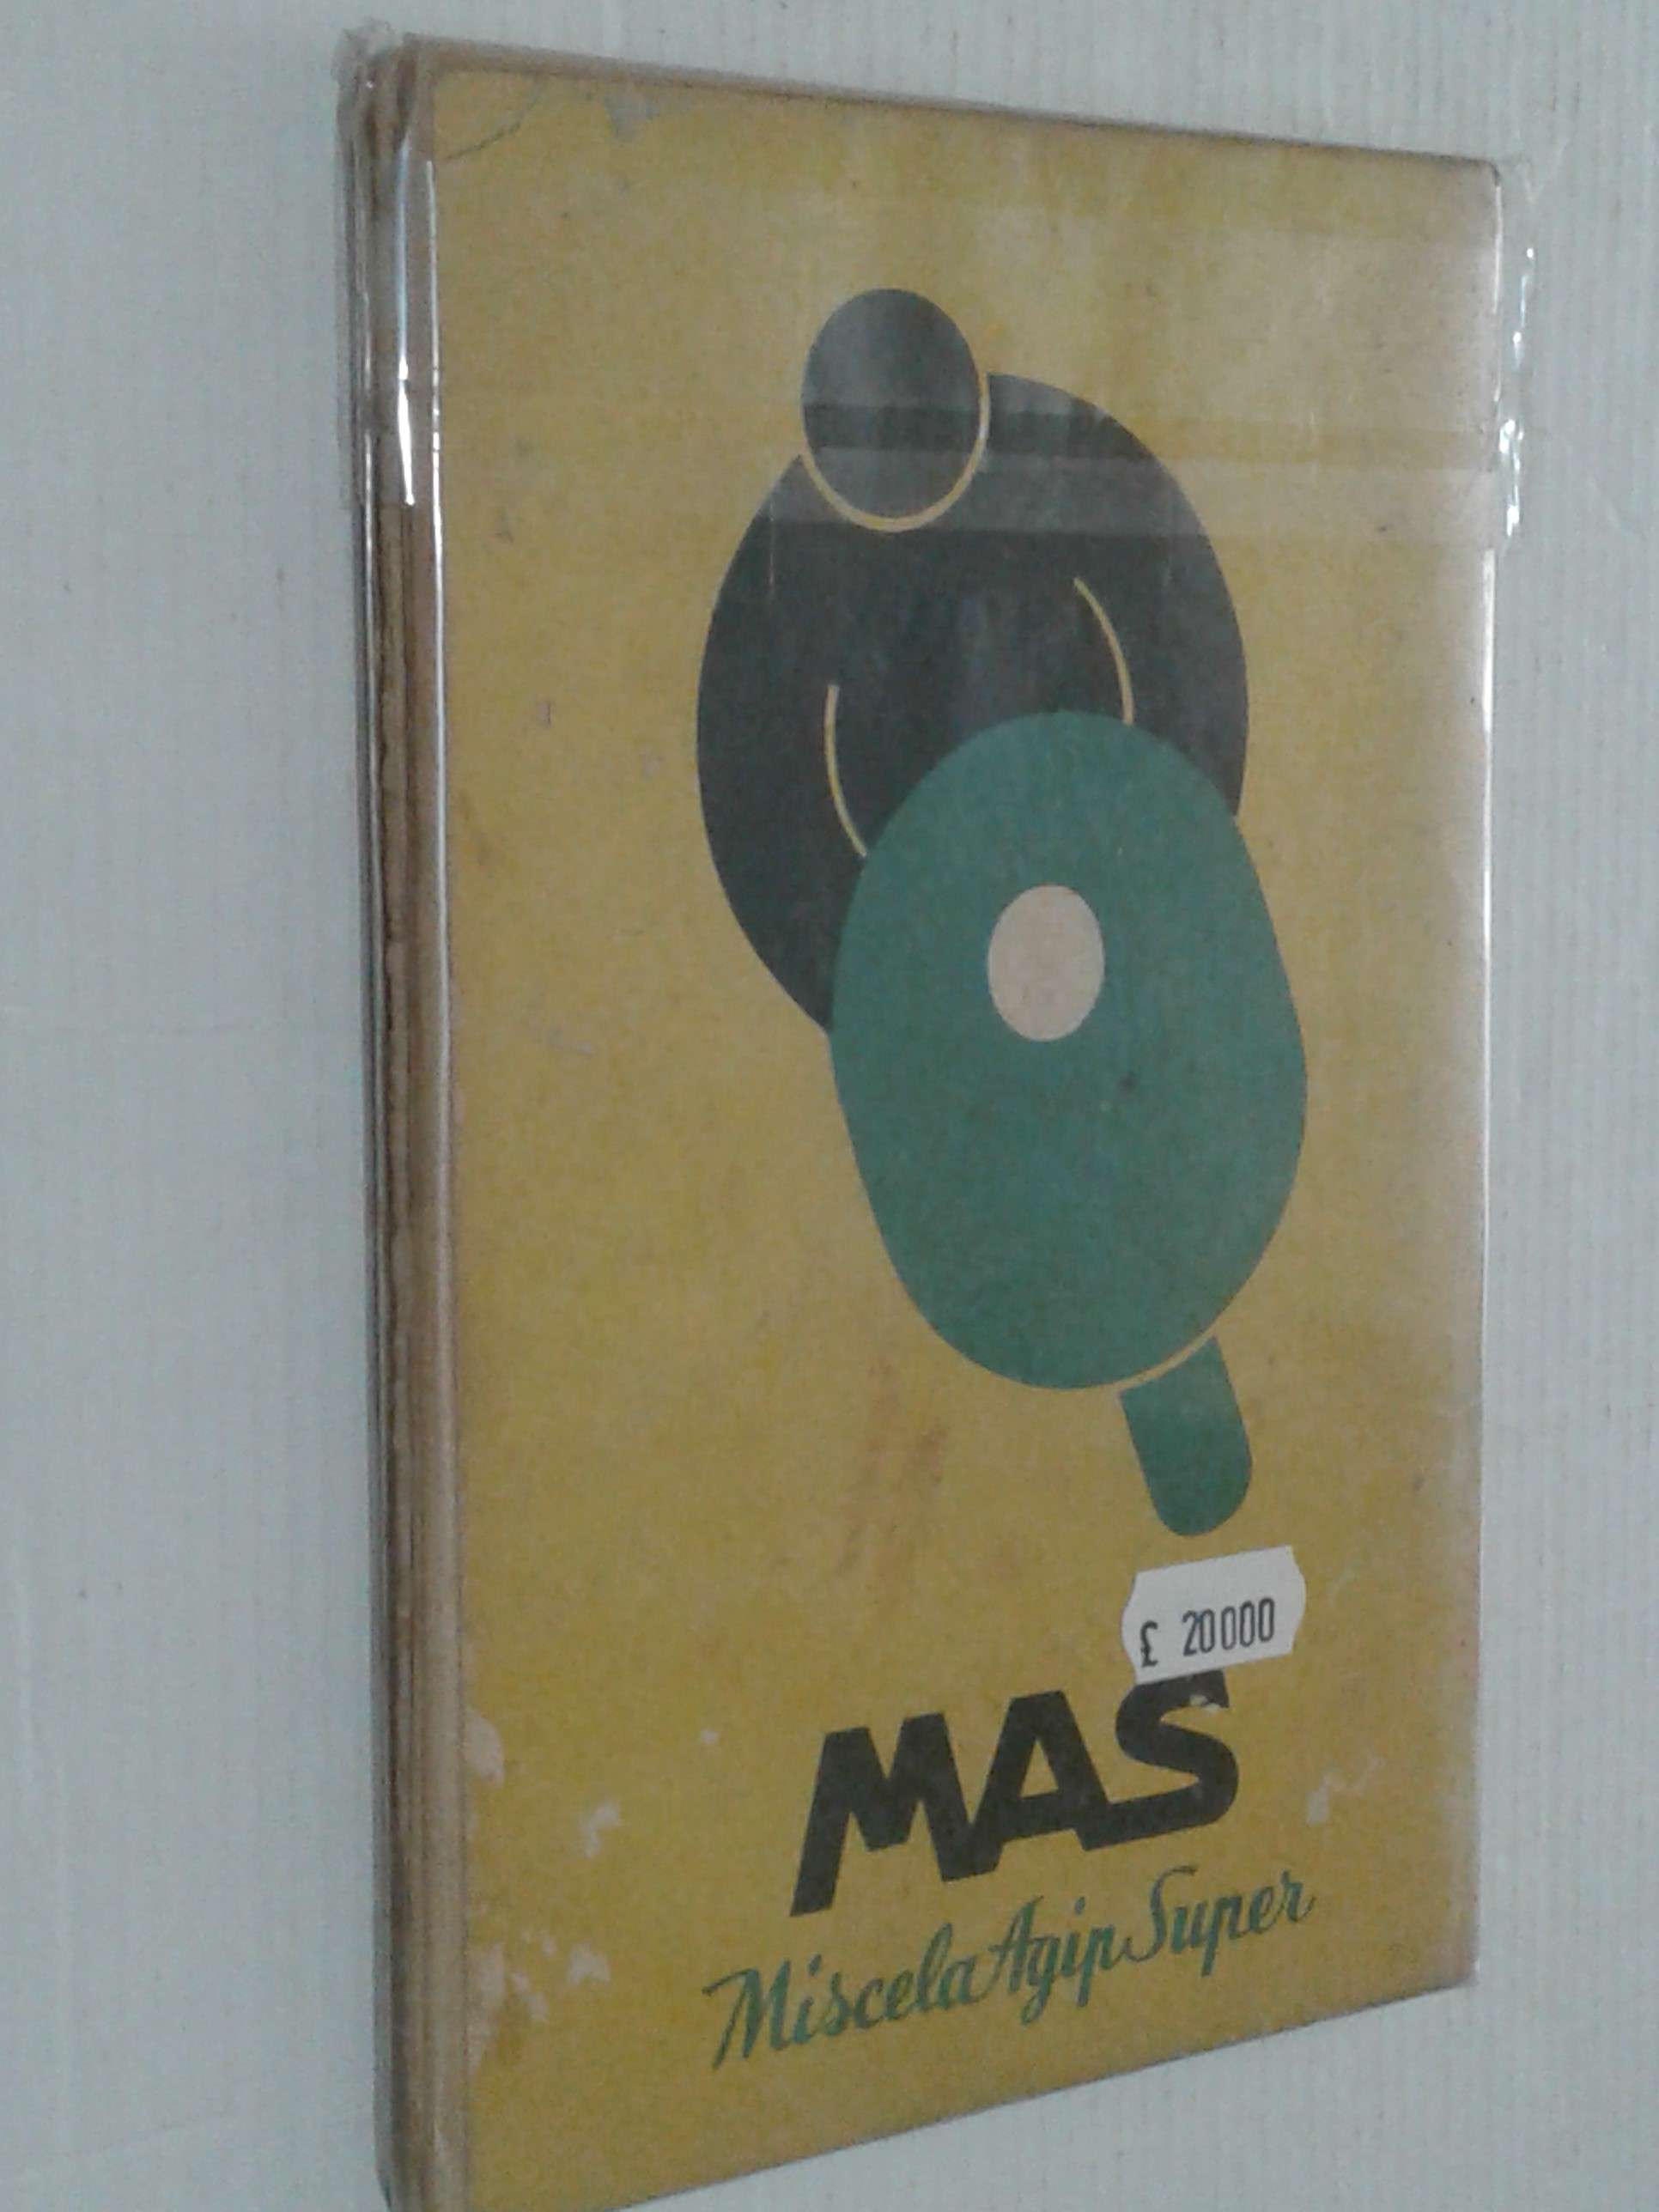 £ 20000
MAS
Miscela Agip Super